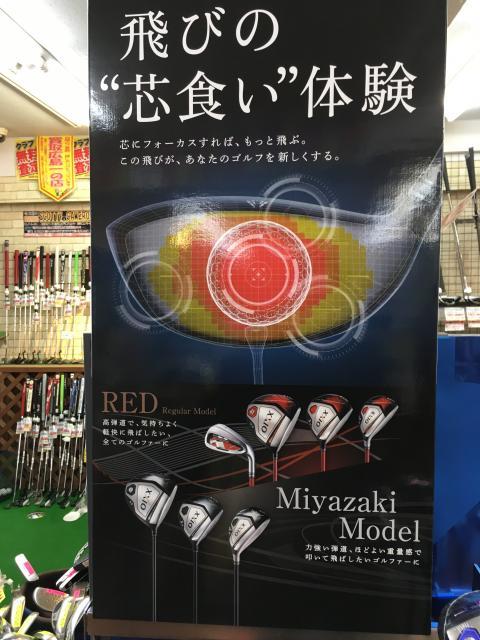 飛びの
“芯食い”体験
芯にフォーカスすれば、もっと飛ぶ。
この飛びが、あなたのゴルフを新しくする。
RED Regular Model
高弾道で、気持ちよく
軽快に飛ばしたい、
全てのゴルファーに
XXIO
XXIO
XXIO
XXIO
XXIO
XXIO
Miyazaki
Model
力強い弾道、ほどよい重量感で
叩いて飛ばしたいゴルファーに